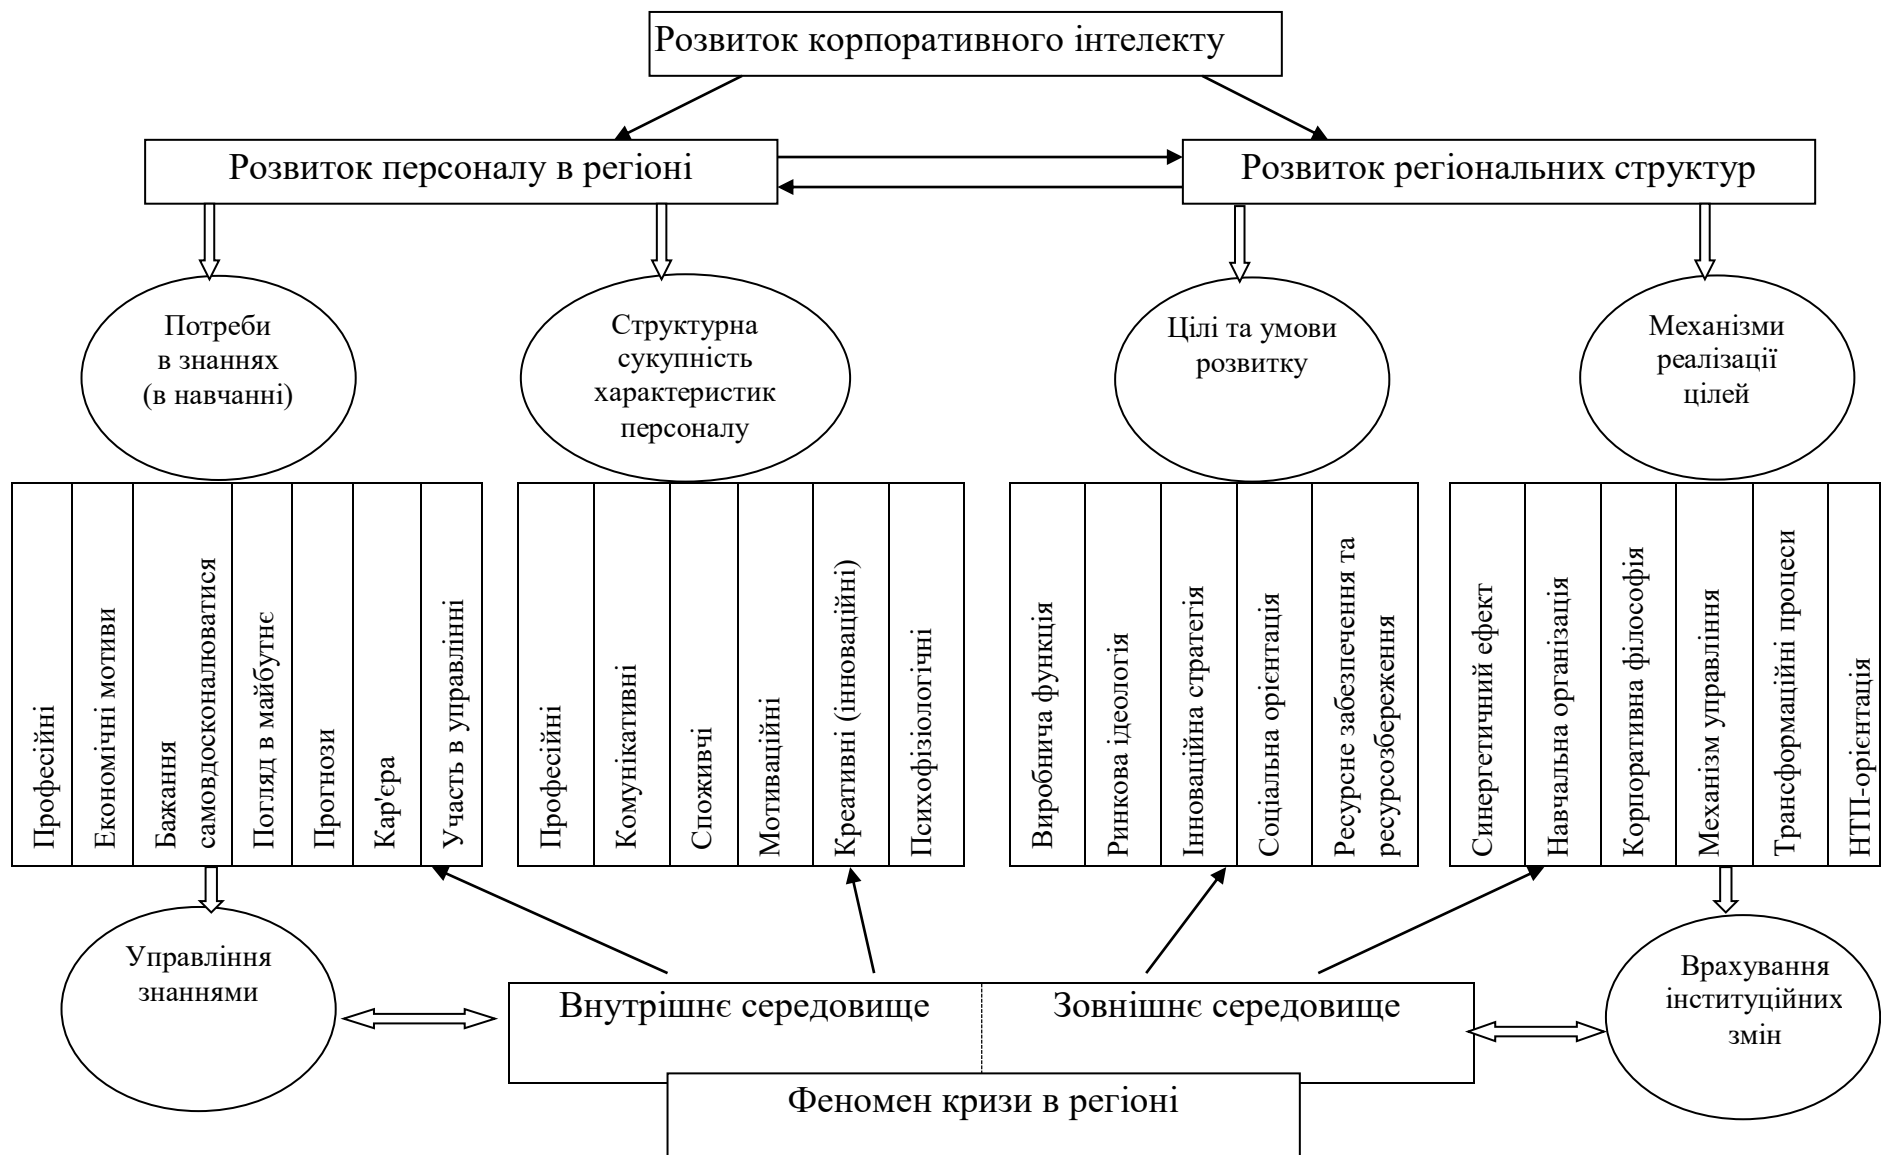 Розвиток корпоративного інтелекту
Розвиток персоналу в регіоні
Розвиток регіональних структур
Потреби
в знаннях
(в навчанні)
Структурна
сукупність
характеристик
персоналу
Цілі та умови
розвитку
Механізми
реалізації
цілей
Професійні
Економічні мотиви
Бажання
самовдосконалюватися
Погляд в майбутнє
Прогнози
Кар'єра
Участь в управлінні
Професійні
Комунікативні
Споживчі
Мотиваційні
Креативні (інноваційні)
Психофізіологічні
Виробнича функція
Ринкова ідеологія
Інноваційна стратегія
Соціальна орієнтація
Ресурсне забезпечення та
ресурсозбереження
Синергетичний ефект
Навчальна організація
Корпоративна філософія
Механізм управління
Трансформаційні процеси
НТП-орієнтація
Управління
знаннями
Внутрішнє середовище
Зовнішнє середовище
Врахування
інституційних
змін
Феномен кризи в регіоні